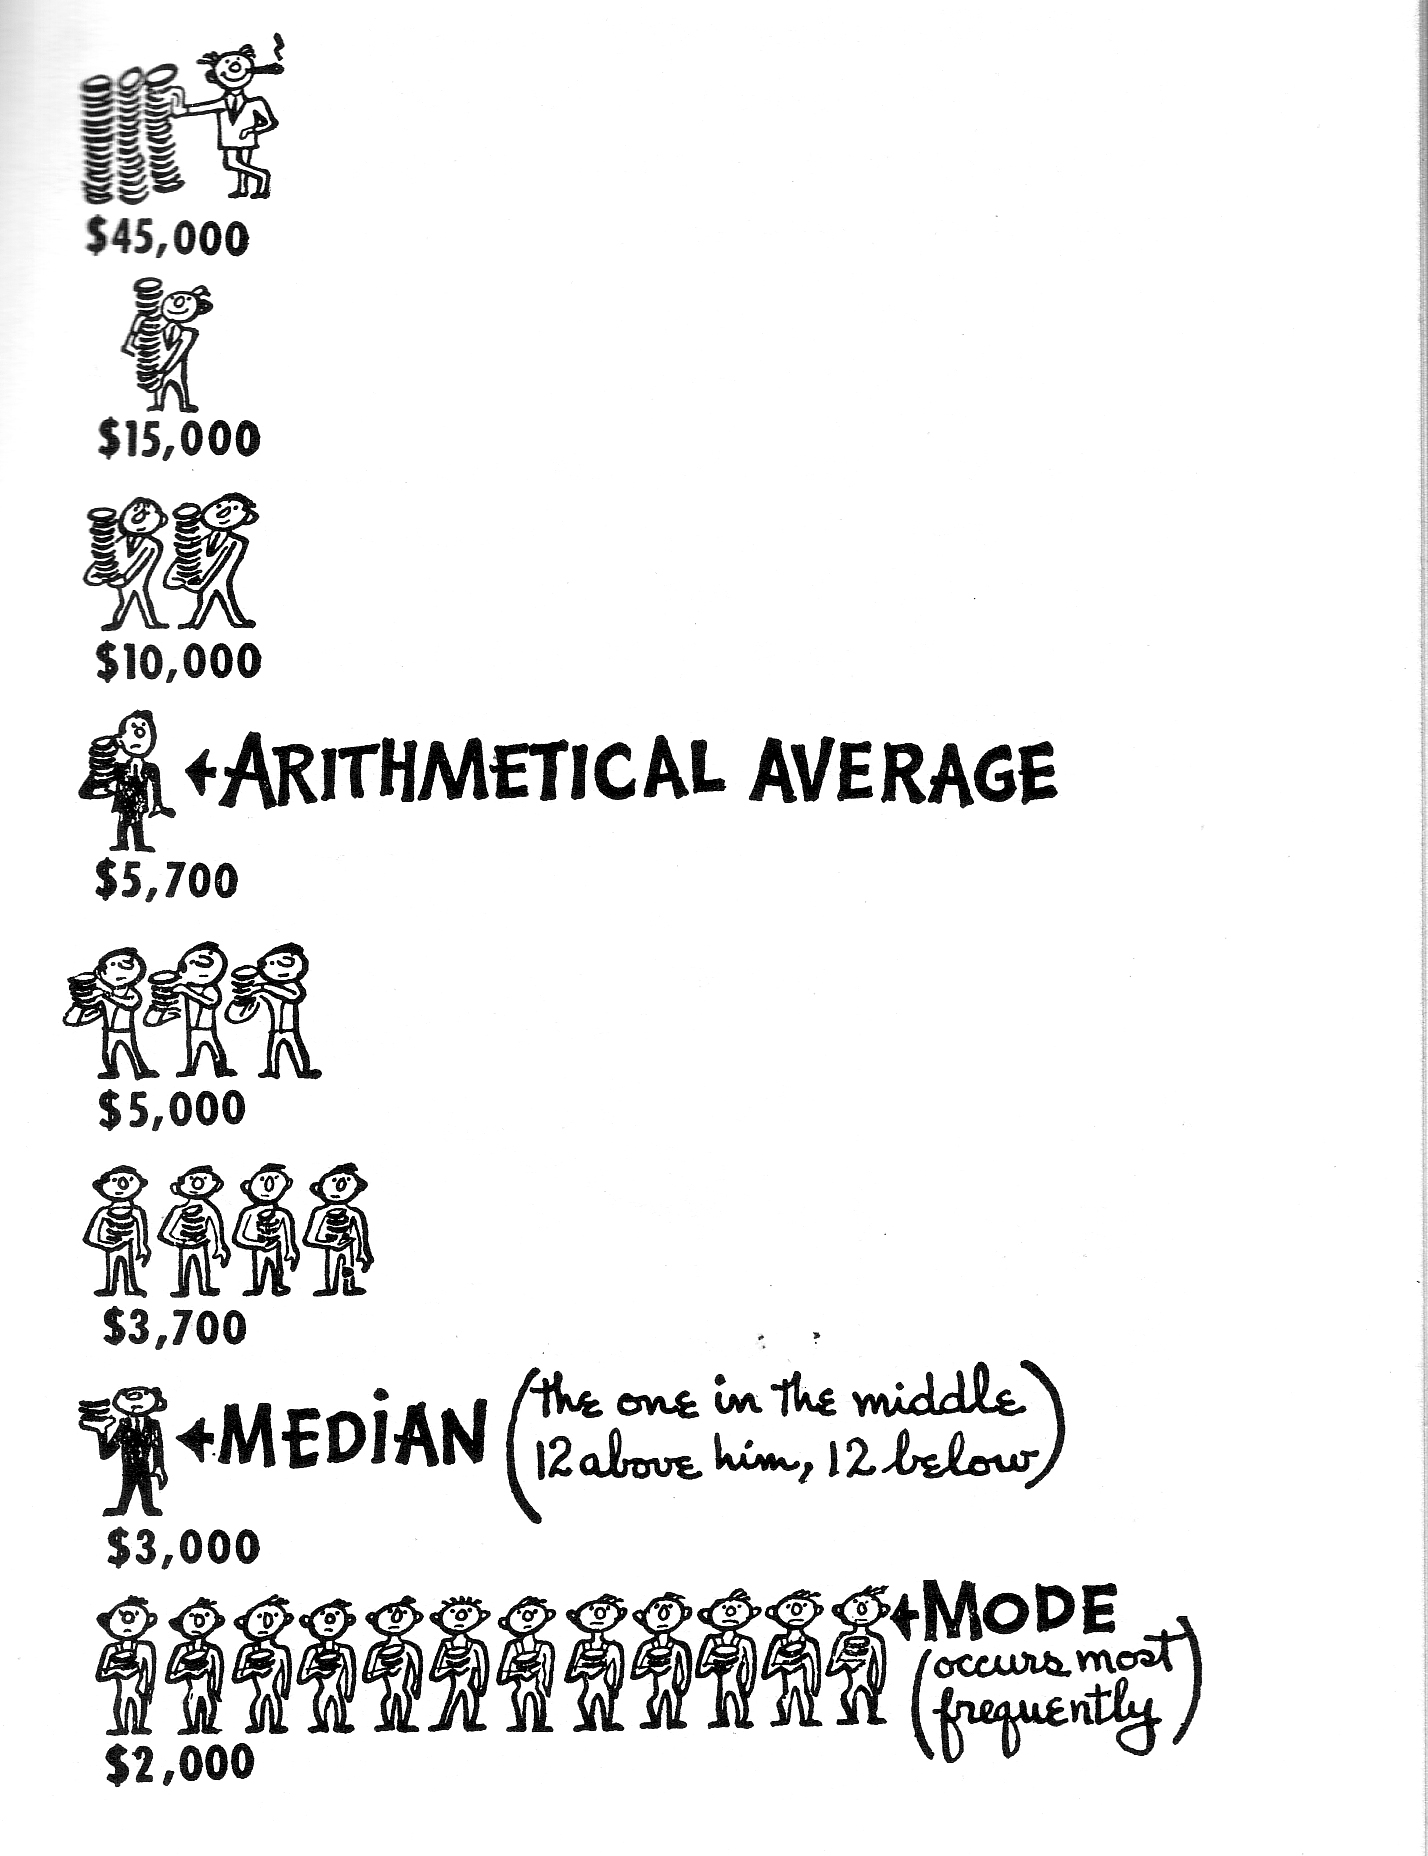 $45,000
$15,000
$10,000
ARITHMETICAL AVERAGE
$5,700
$5,000
$3,700
MEDIAN (the one in the middle
12 above him, 12 below)
$3,000
MODE
(occurs most
frequently)
$2,000